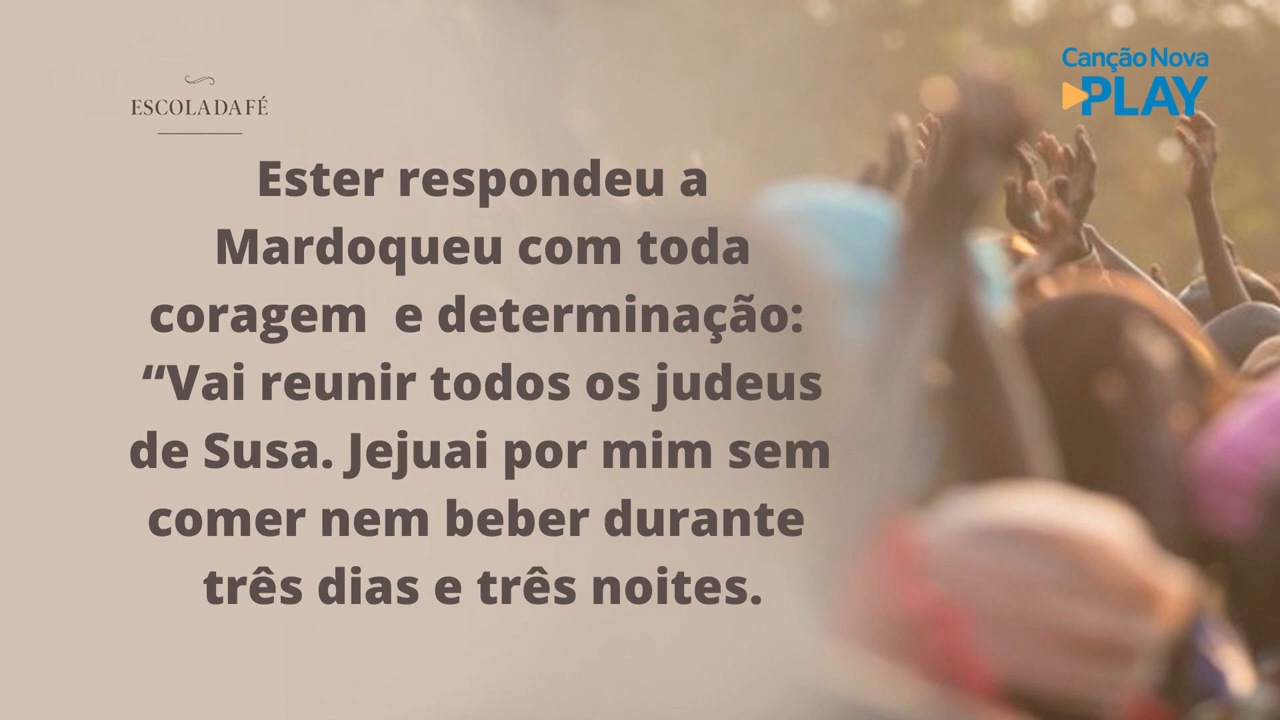 ESCOLADAFÉ
Canção Nova
PLAY
Ester respondeu a
Mardoqueu com toda
coragem  e determinação:
“Vai reunir todos os judeus
de Susa. Jejuai por mim sem
comer nem beber durante
três dias e três noites.